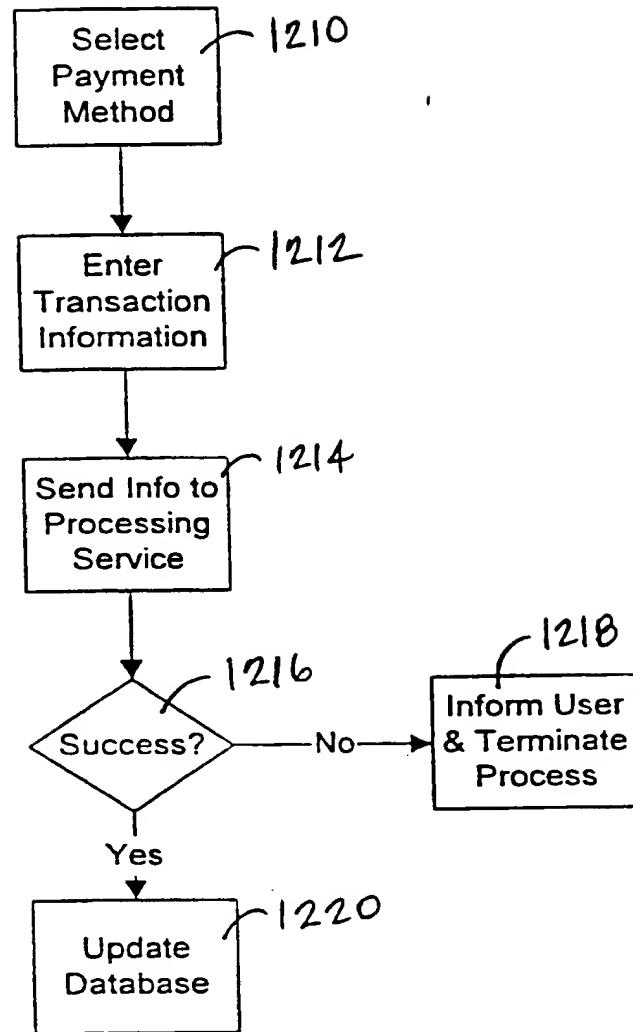 Select
Payment
Method
1210
Enter
Transaction
Information
1212
Send Info to
Processing
Service
1214
Success?
1216
No
Inform User
& Terminate
Process
1218
Yes
Update
Database
1220